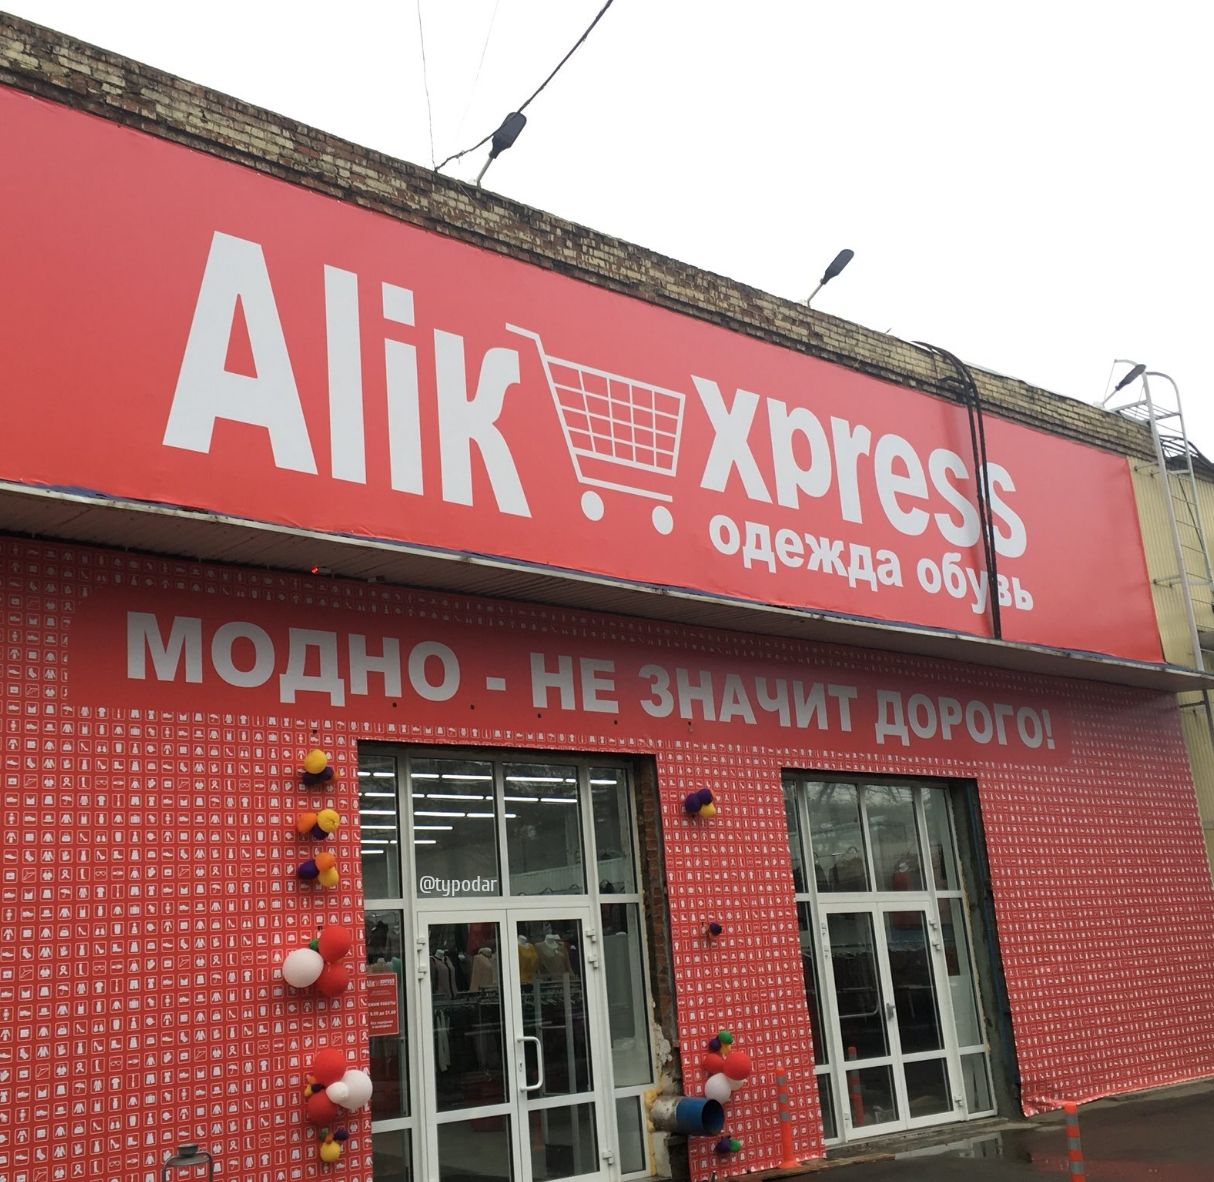 Alik xpress
одежда обувь
МОДНО - НЕ ЗНАЧИТ ДОРОГО!
@typodar